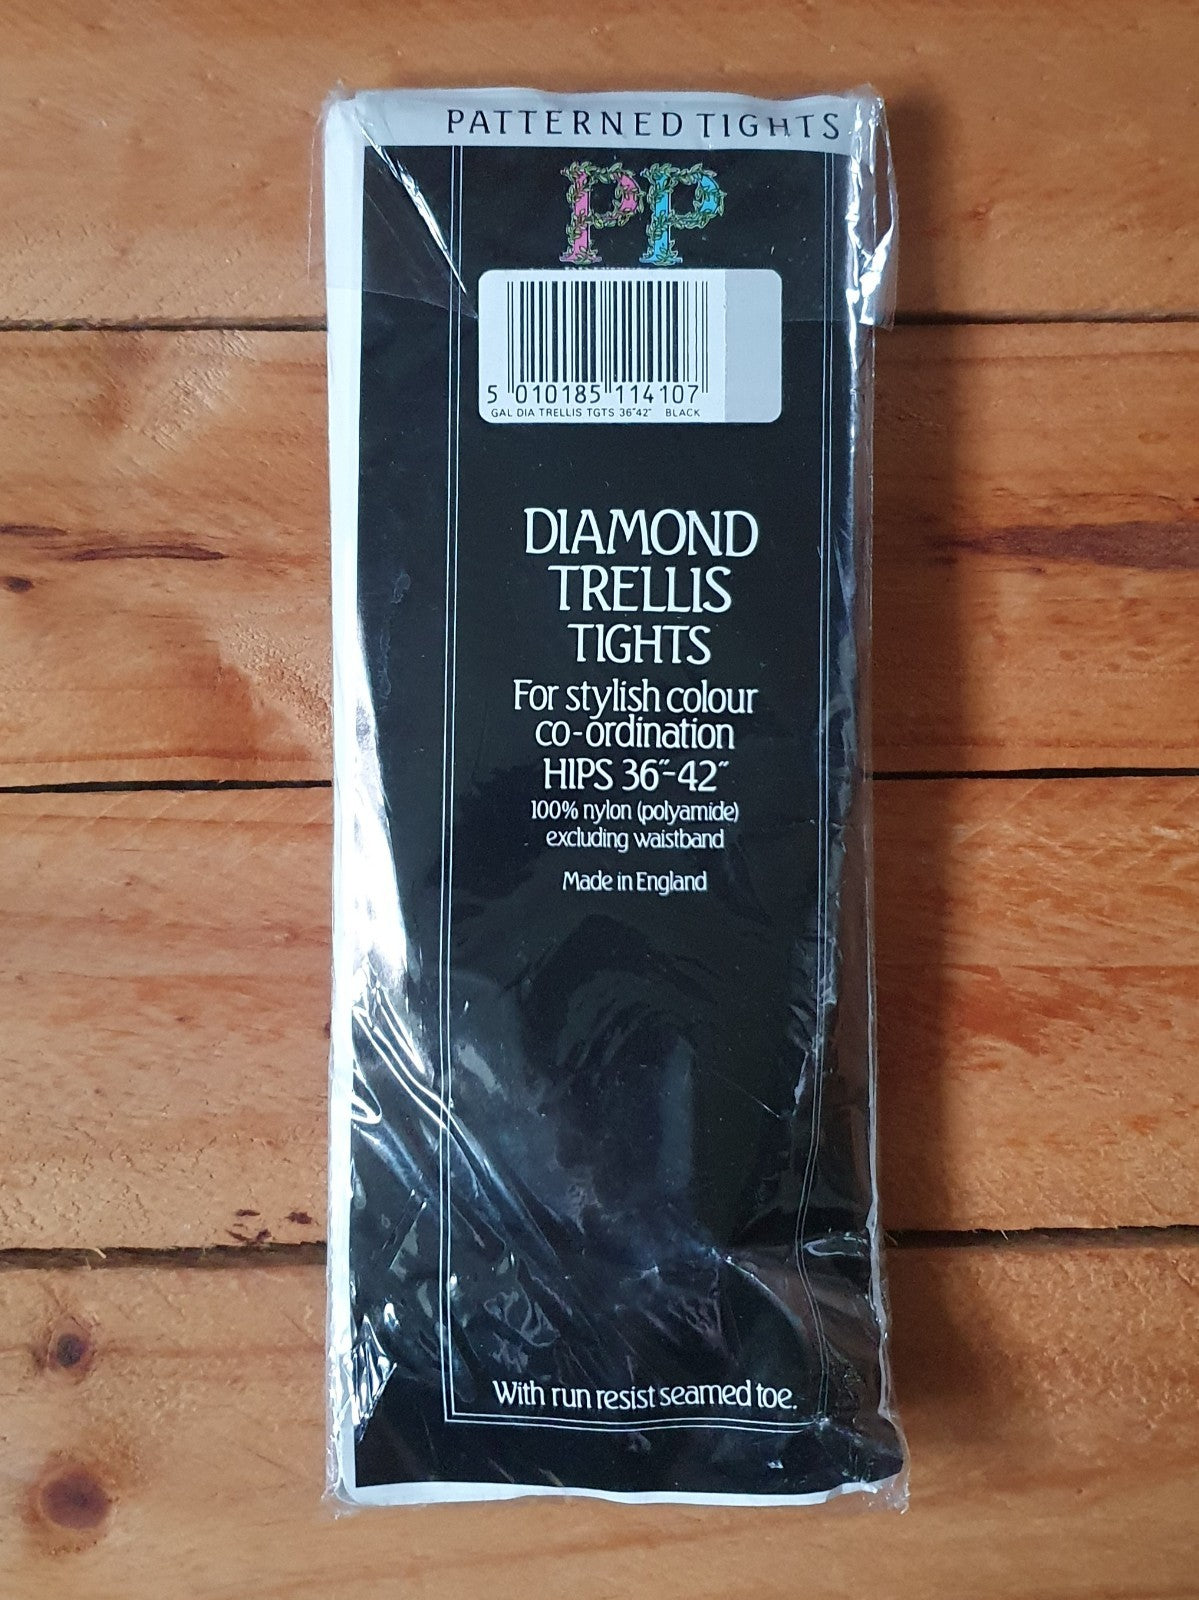 PATTERNED TIGHTS
PP
5 010185 114107
GAL DIA TRELLIS TGTS 36"42" BLACK
DIAMOND
TRELLIS
TIGHTS
For stylish colour
co-ordination
HIPS 36"-42"
100% nylon (polyamide)
excluding waistband
Made in England
With run resist seamed toe.